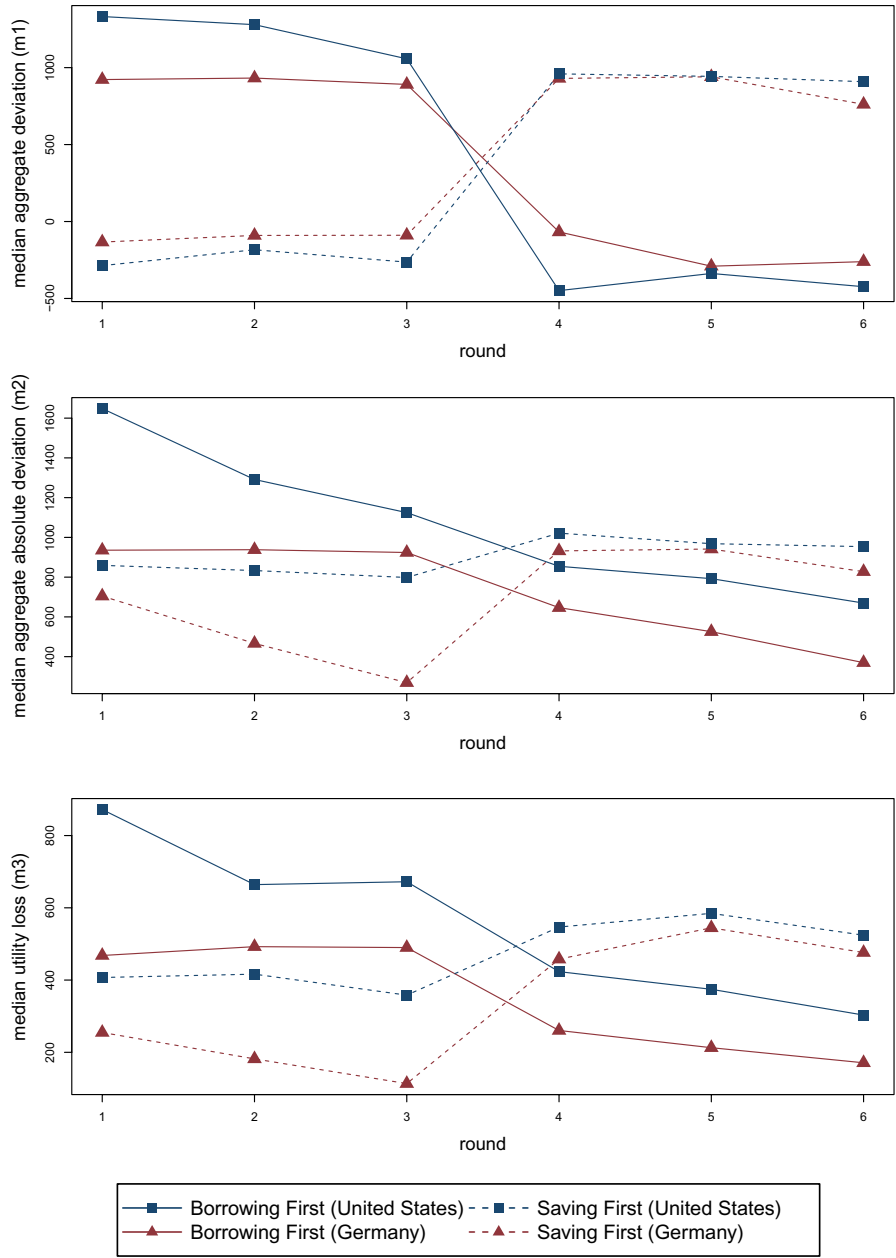 median aggregate deviation (m1)
1000
500
0
−500
1 2 3 4 5 6
round
median aggregate absolute deviation (m2)
1600
1400
1200
1000
800
600
400
1 2 3 4 5 6
round
median utility loss (m3)
800
600
400
200
1 2 3 4 5 6
round
Borrowing First (United States) Saving First (United States)
Borrowing First (Germany) Saving First (Germany)